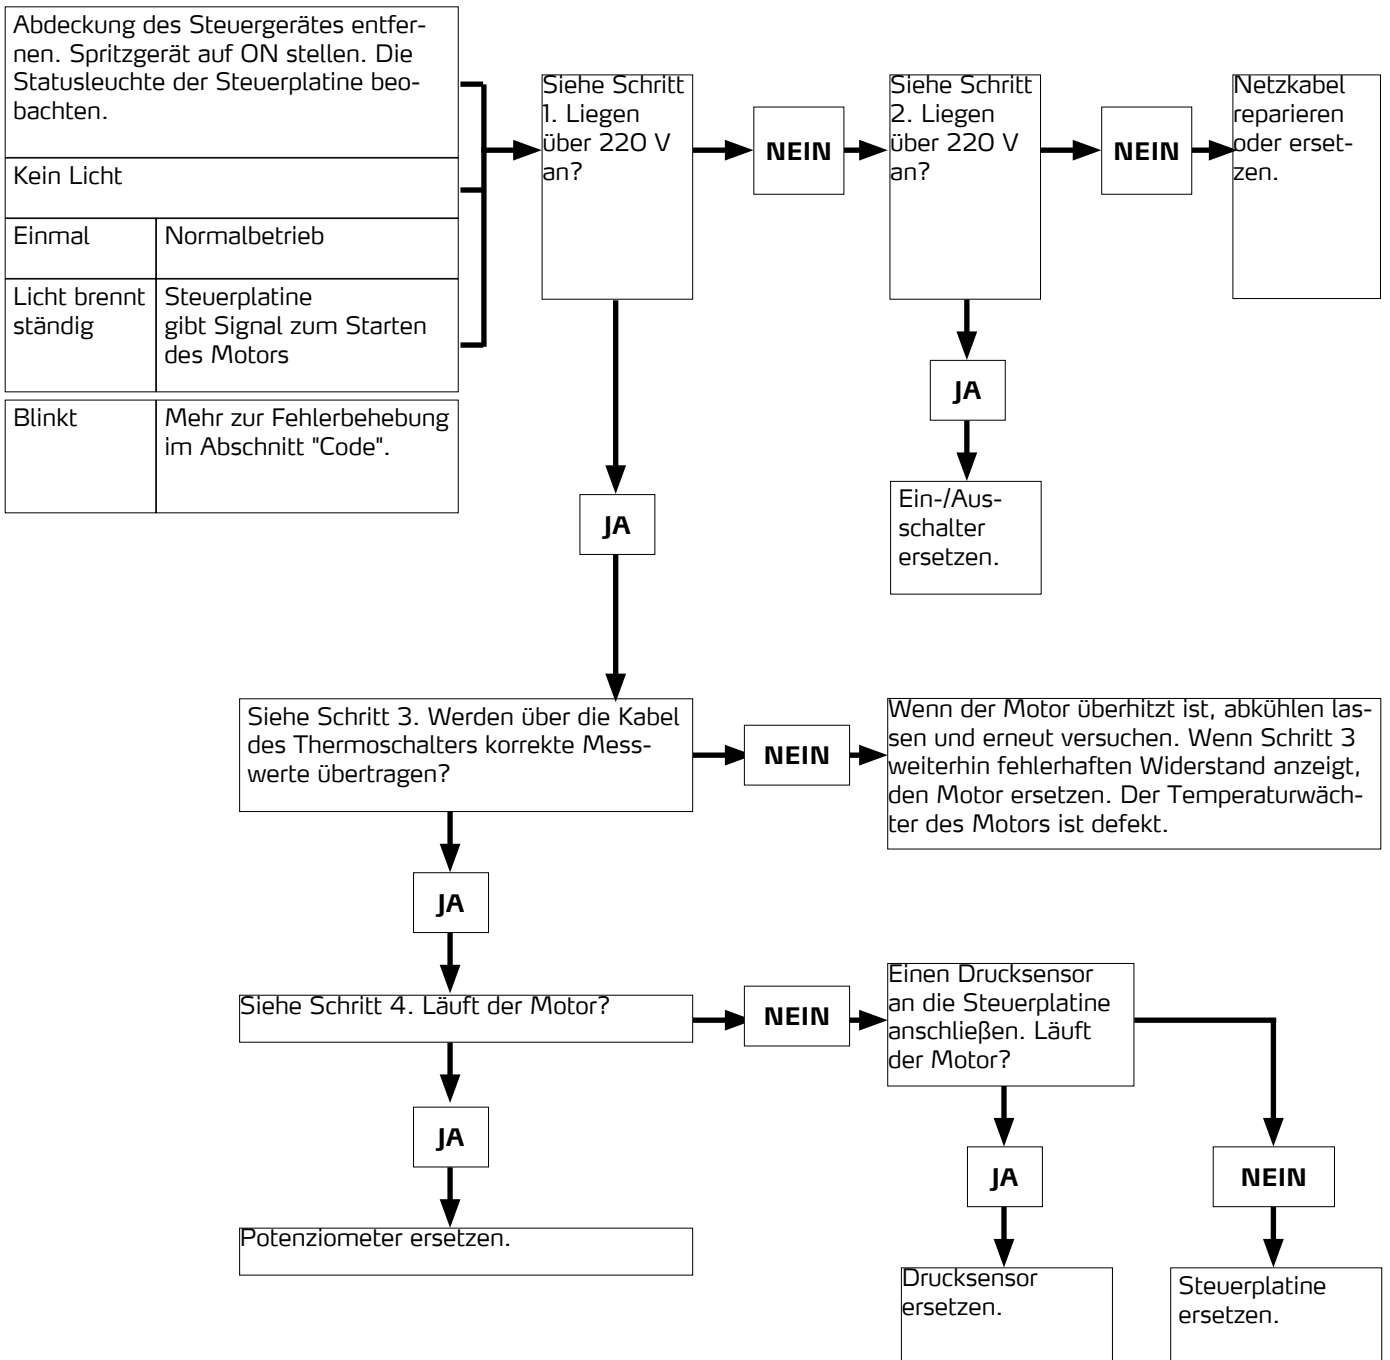 Abdeckung des Steuergerätes entfer-
nen. Spritzgerät auf ON stellen. Die
Statusleuchte der Steuerplatine beo-
bachten.
Kein Licht
Einmal
Normalbetrieb
Licht brennt
ständig
Steuerplatine
gibt Signal zum Starten
des Motors
Blinkt
Mehr zur Fehlerbehebung
im Abschnitt "Code".
Siehe Schritt
1. Liegen
über 220 V
an?
NEIN
Siehe Schritt
2. Liegen
über 220 V
an?
NEIN
Netzkabel
reparieren
oder erset-
zen.
JA
Ein-/Aus-
schalter
ersetzen.
JA
Siehe Schritt 3. Werden über die Kabel
des Thermoschalters korrekte Mess-
werte übertragen?
NEIN
Wenn der Motor überhitzt ist, abkühlen las-
sen und erneut versuchen. Wenn Schritt 3
weiterhin fehlerhaften Widerstand anzeigt,
den Motor ersetzen. Der Temperaturwäch-
ter des Motors ist defekt.
JA
Siehe Schritt 4. Läuft der Motor?
NEIN
Einen Drucksensor
an die Steuerplatine
anschließen. Läuft
der Motor?
JA
Potenziometer ersetzen.
JA
NEIN
Drucksensor
ersetzen.
Steuerplatine
ersetzen.